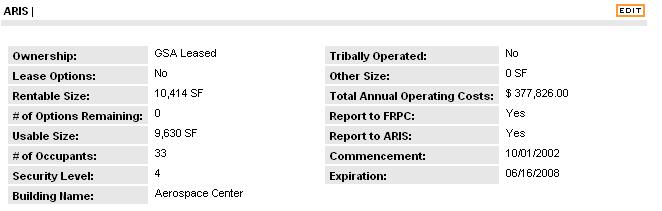 ARIS |
EDIT
Ownership: GSA Leased Tribally Operated: No
Lease Options: No Other Size: 0 SF
Rentable Size: 10,414 SF Total Annual Operating Costs: $ 377,826.00
# of Options Remaining: 0 Report to FRPC: Yes
Usable Size: 9,630 SF Report to ARIS: Yes
# of Occupants: 33 Commencement: 10/01/2002
Security Level: 4 Expiration: 06/16/2008
Building Name: Aerospace Center